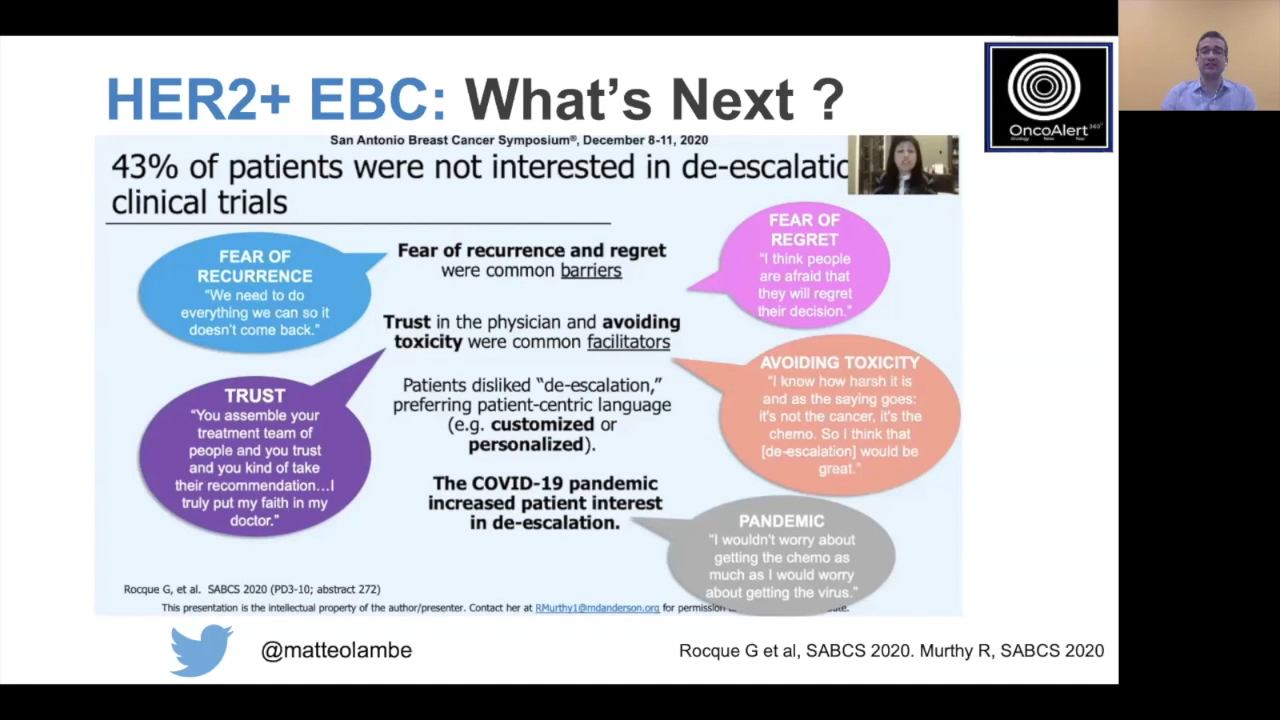 HER2+ EBC: What's Next ?
OncoAlert 365°
San Antonio Breast Cancer Symposium®, December 8-11, 2020
43% of patients were not interested in de-escalatio
clinical trials
FEAR OF
RECURRENCE
"We need to do
everything we can so it
doesn't come back."
Fear of recurrence and regret
were common barriers
FEAR OF
REGRET
"I think people
are afraid that
they will regret
their decision."
Trust in the physician and avoiding
toxicity were common facilitators
TRUST
"You assemble your
treatment team of
people and you trust
and you kind of take
their recommendation…I
truly put my faith in my
doctor."
Patients disliked "de-escalation,"
preferring patient-centric language
(e.g. customized or
personalized).
AVOIDING TOXICITY
"I know how harsh it is
and as the saying goes:
it's not the cancer, it's the
chemo. So I think that
[de-escalation] would be
great."
The COVID-19 pandemic
increased patient interest
in de-escalation.
PANDEMIC
"I wouldn't worry about
getting the chemo as
much as I would worry
about getting the virus."
Rocque G, et al. SABCS 2020 (PD3-10; abstract 272)
This presentation is the intellectual property of the author/presenter. Contact her at RMurthy1@mdanderson.org for permission
@matteolambe
Rocque G et al, SABCS 2020. Murthy R, SABCS 2020